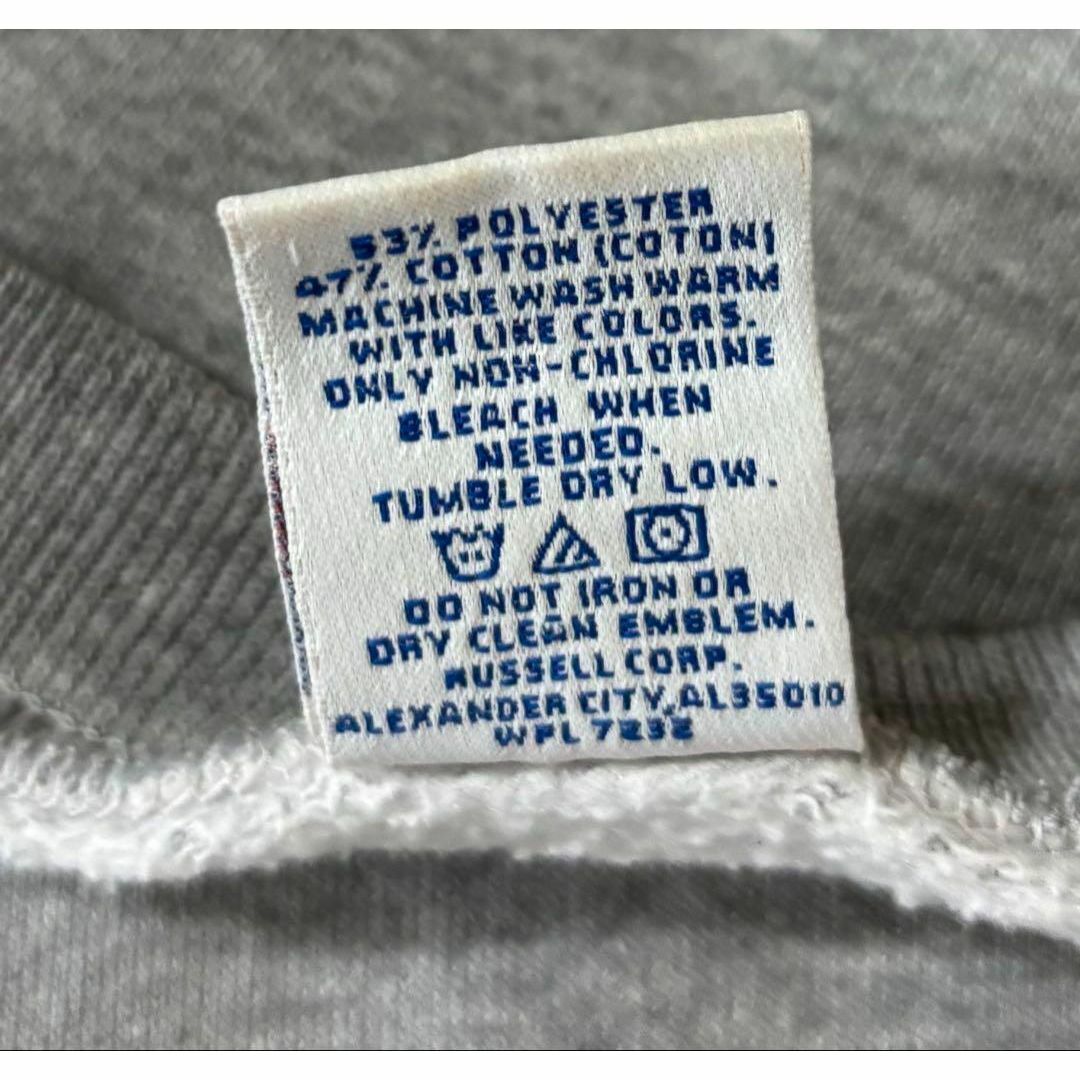 53% POLYESTER
47% COTTON (COTON)
MACHINE WASH WARM
WITH LIKE COLORS.
ONLY NON-CHLORINE
BLEACH WHEN
NEEDED.
TUMBLE DRY LOW.
DO NOT IRON OR
DRY CLEAN EMBLEM.
RUSSELL CORP.
ALEXANDER CITY, AL35010
WPL 7232